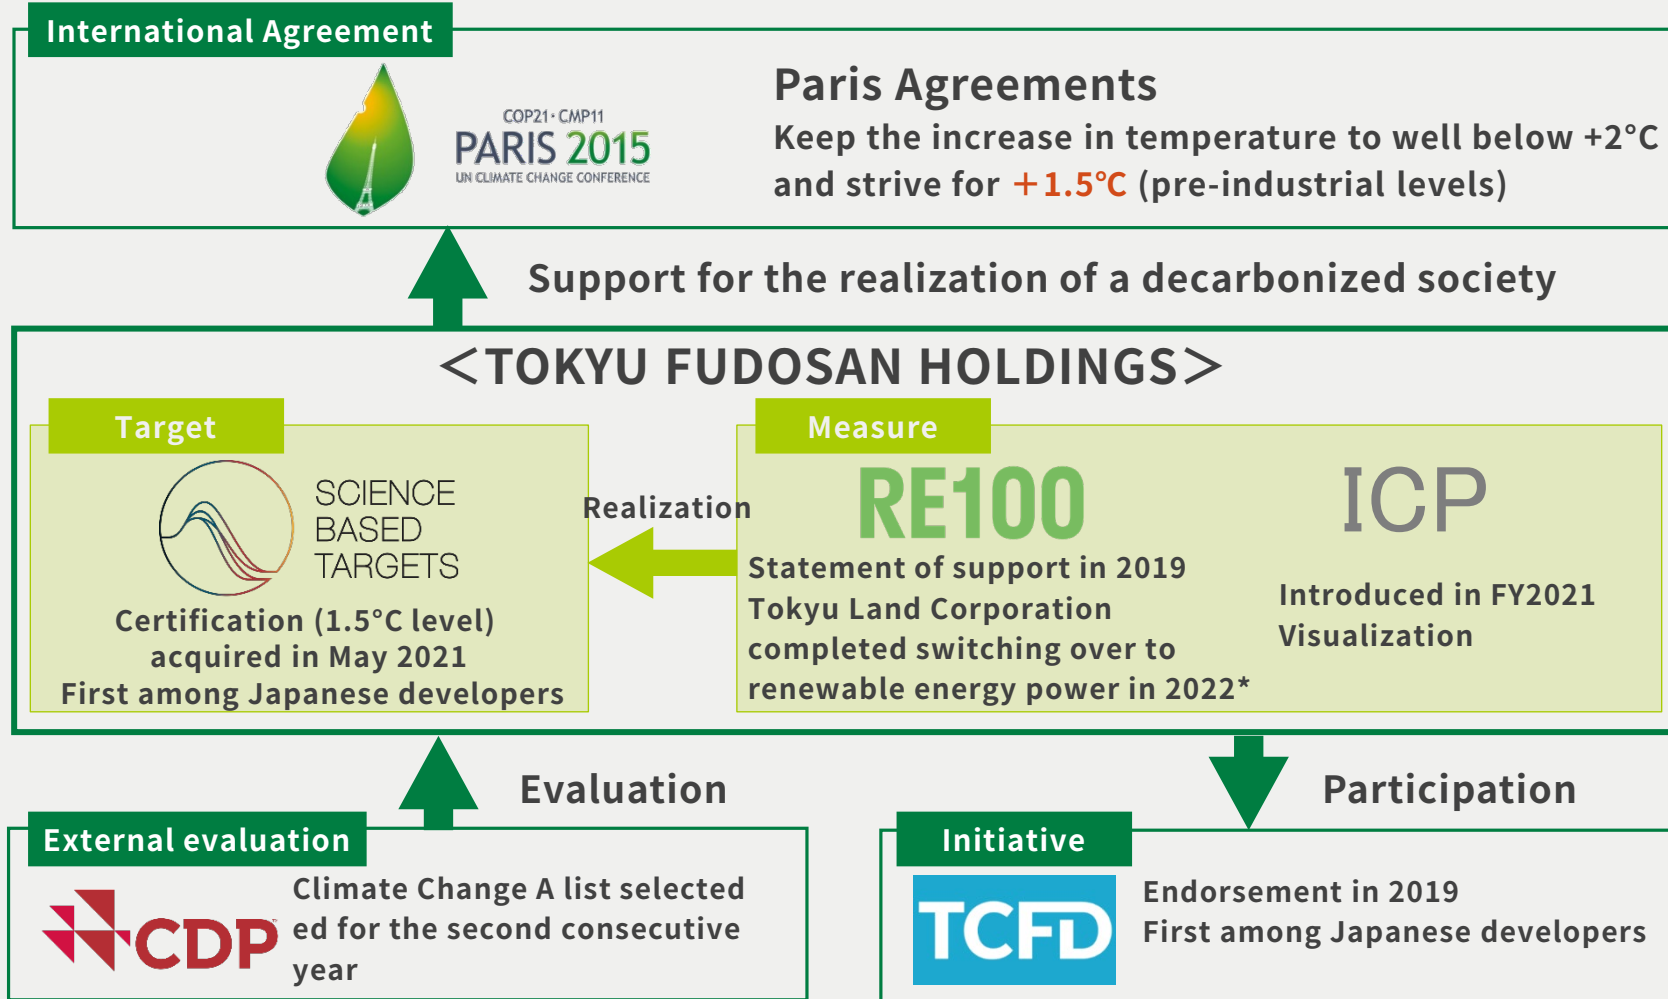 International Agreement
COP21・CMP11
PARIS 2015
UN CLIMATE CHANGE CONFERENCE
Paris Agreements
Keep the increase in temperature to well below +2°C
and strive for ＋1.5℃ (pre-industrial levels)
Support for the realization of a decarbonized society
＜TOKYU FUDOSAN HOLDINGS＞
Target
SCIENCE
BASED
TARGETS
Certification (1.5°C level)
acquired in May 2021
First among Japanese developers
Realization
Measure
RE100
Statement of support in 2019
Tokyu Land Corporation
completed switching over to
renewable energy power in 2022*
ICP
Introduced in FY2021
Visualization
Evaluation
Participation
External evaluation
CDP
Climate Change A list selected
ed for the second consecutive
year
Initiative
TCFD
Endorsement in 2019
First among Japanese developers